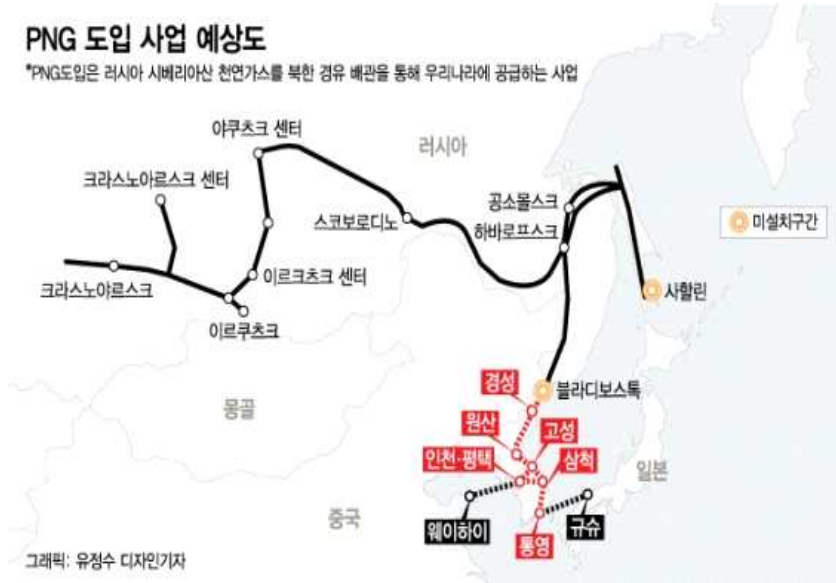 PNG 도입 사업 예상도
*PNG도입은 러시아 시베리아산 천연가스를 북한 경유 배관을 통해 우리나라에 공급하는 사업
야쿠츠크 센터
러시아
크라스노아르스크 센터
공소몰스크
스코보로디노
하바로프스크
미설치구간
이르크츠크 센터
크라스노야르스크
사할린
이르쿠츠크
경성
블라디보스톡
몽골
원산
고성
인천·평택
삼척
일본
중국
웨이하이
통영
규슈
그래픽: 유정수 디자인기자